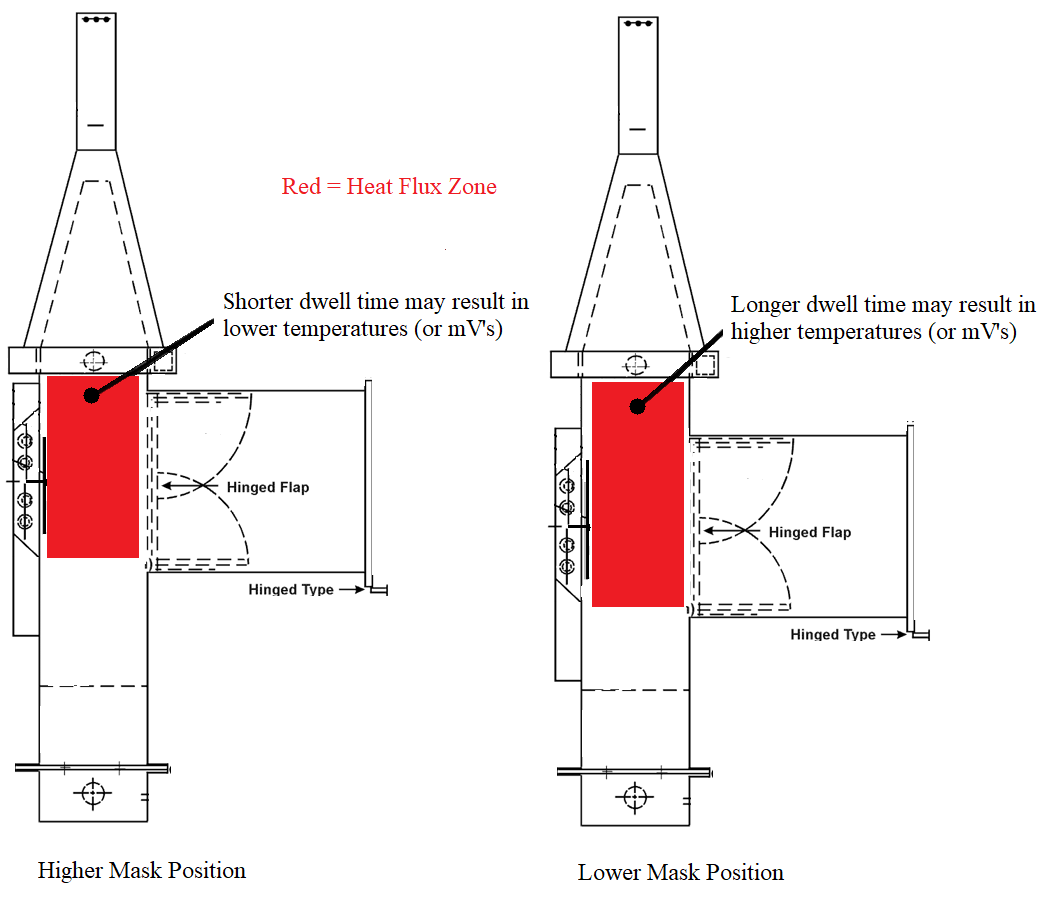 Red = Heat Flux Zone
Shorter dwell time may result in
lower temperatures (or mV's)
Longer dwell time may result in
higher temperatures (or mV's)
Hinged Flap
Hinged Type
Hinged Flap
Hinged Type
Higher Mask Position
Lower Mask Position